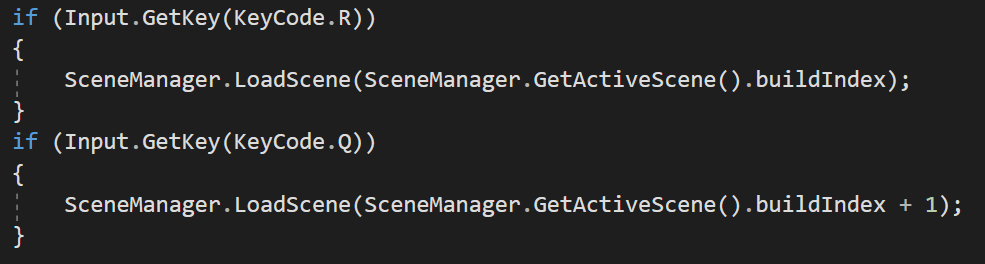 if (Input.GetKey(KeyCode.R))
{
    SceneManager.LoadScene(SceneManager.GetActiveScene().buildIndex);
}
if (Input.GetKey(KeyCode.Q))
{
    SceneManager.LoadScene(SceneManager.GetActiveScene().buildIndex + 1);
}